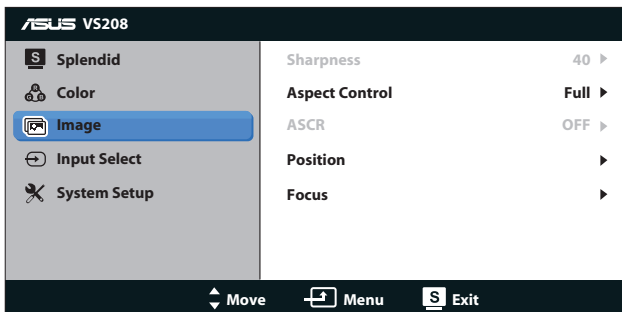 ASUS VS208
S Splendid
Color
Image
Input Select
System Setup
Sharpness 40
Aspect Control Full
ASCR OFF
Position
Focus
Move Menu S Exit